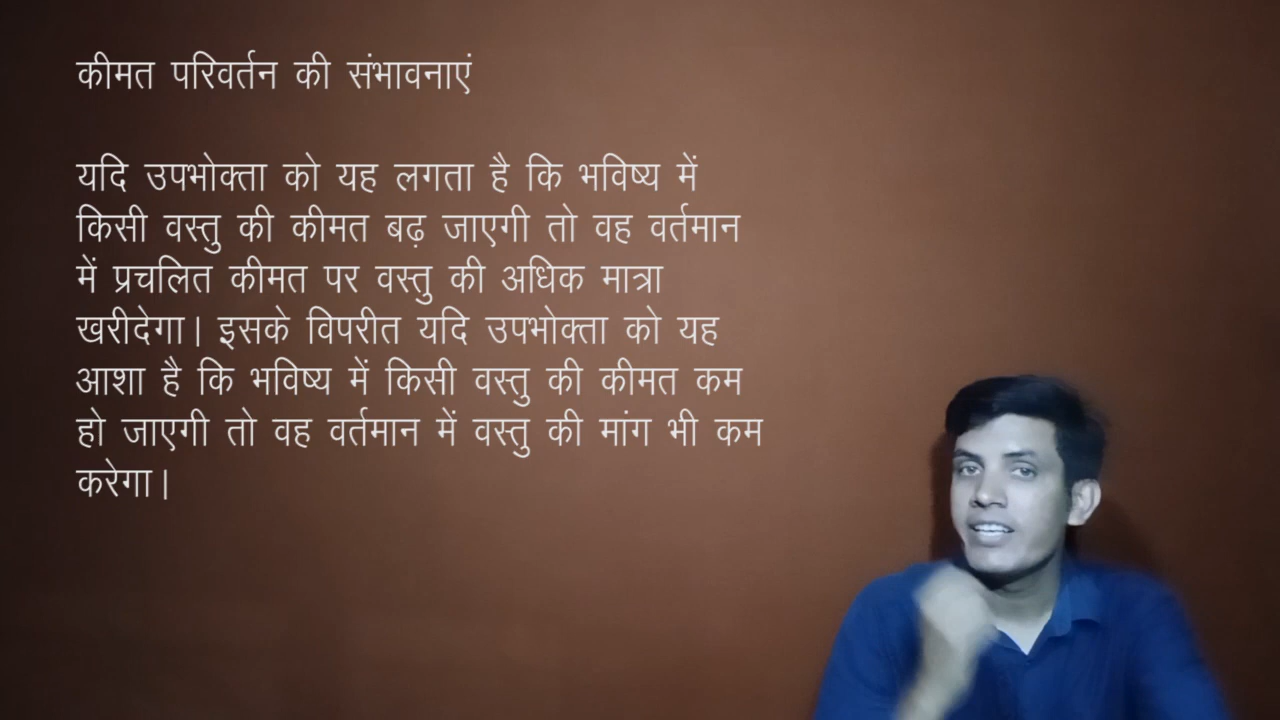 कीमत परिवर्तन की संभावनाएं
यदि उपभोक्ता को यह लगता है कि भविष्य में
किसी वस्तु की कीमत बढ़ जाएगी तो वह वर्तमान
में प्रचलित कीमत पर वस्तु की अधिक मात्रा
खरीदेगा। इसके विपरीत यदि उपभोक्ता को यह
आशा है कि भविष्य में किसी वस्तु की कीमत कम
हो जाएगी तो वह वर्तमान में वस्तु की मांग भी कम
करेगा।